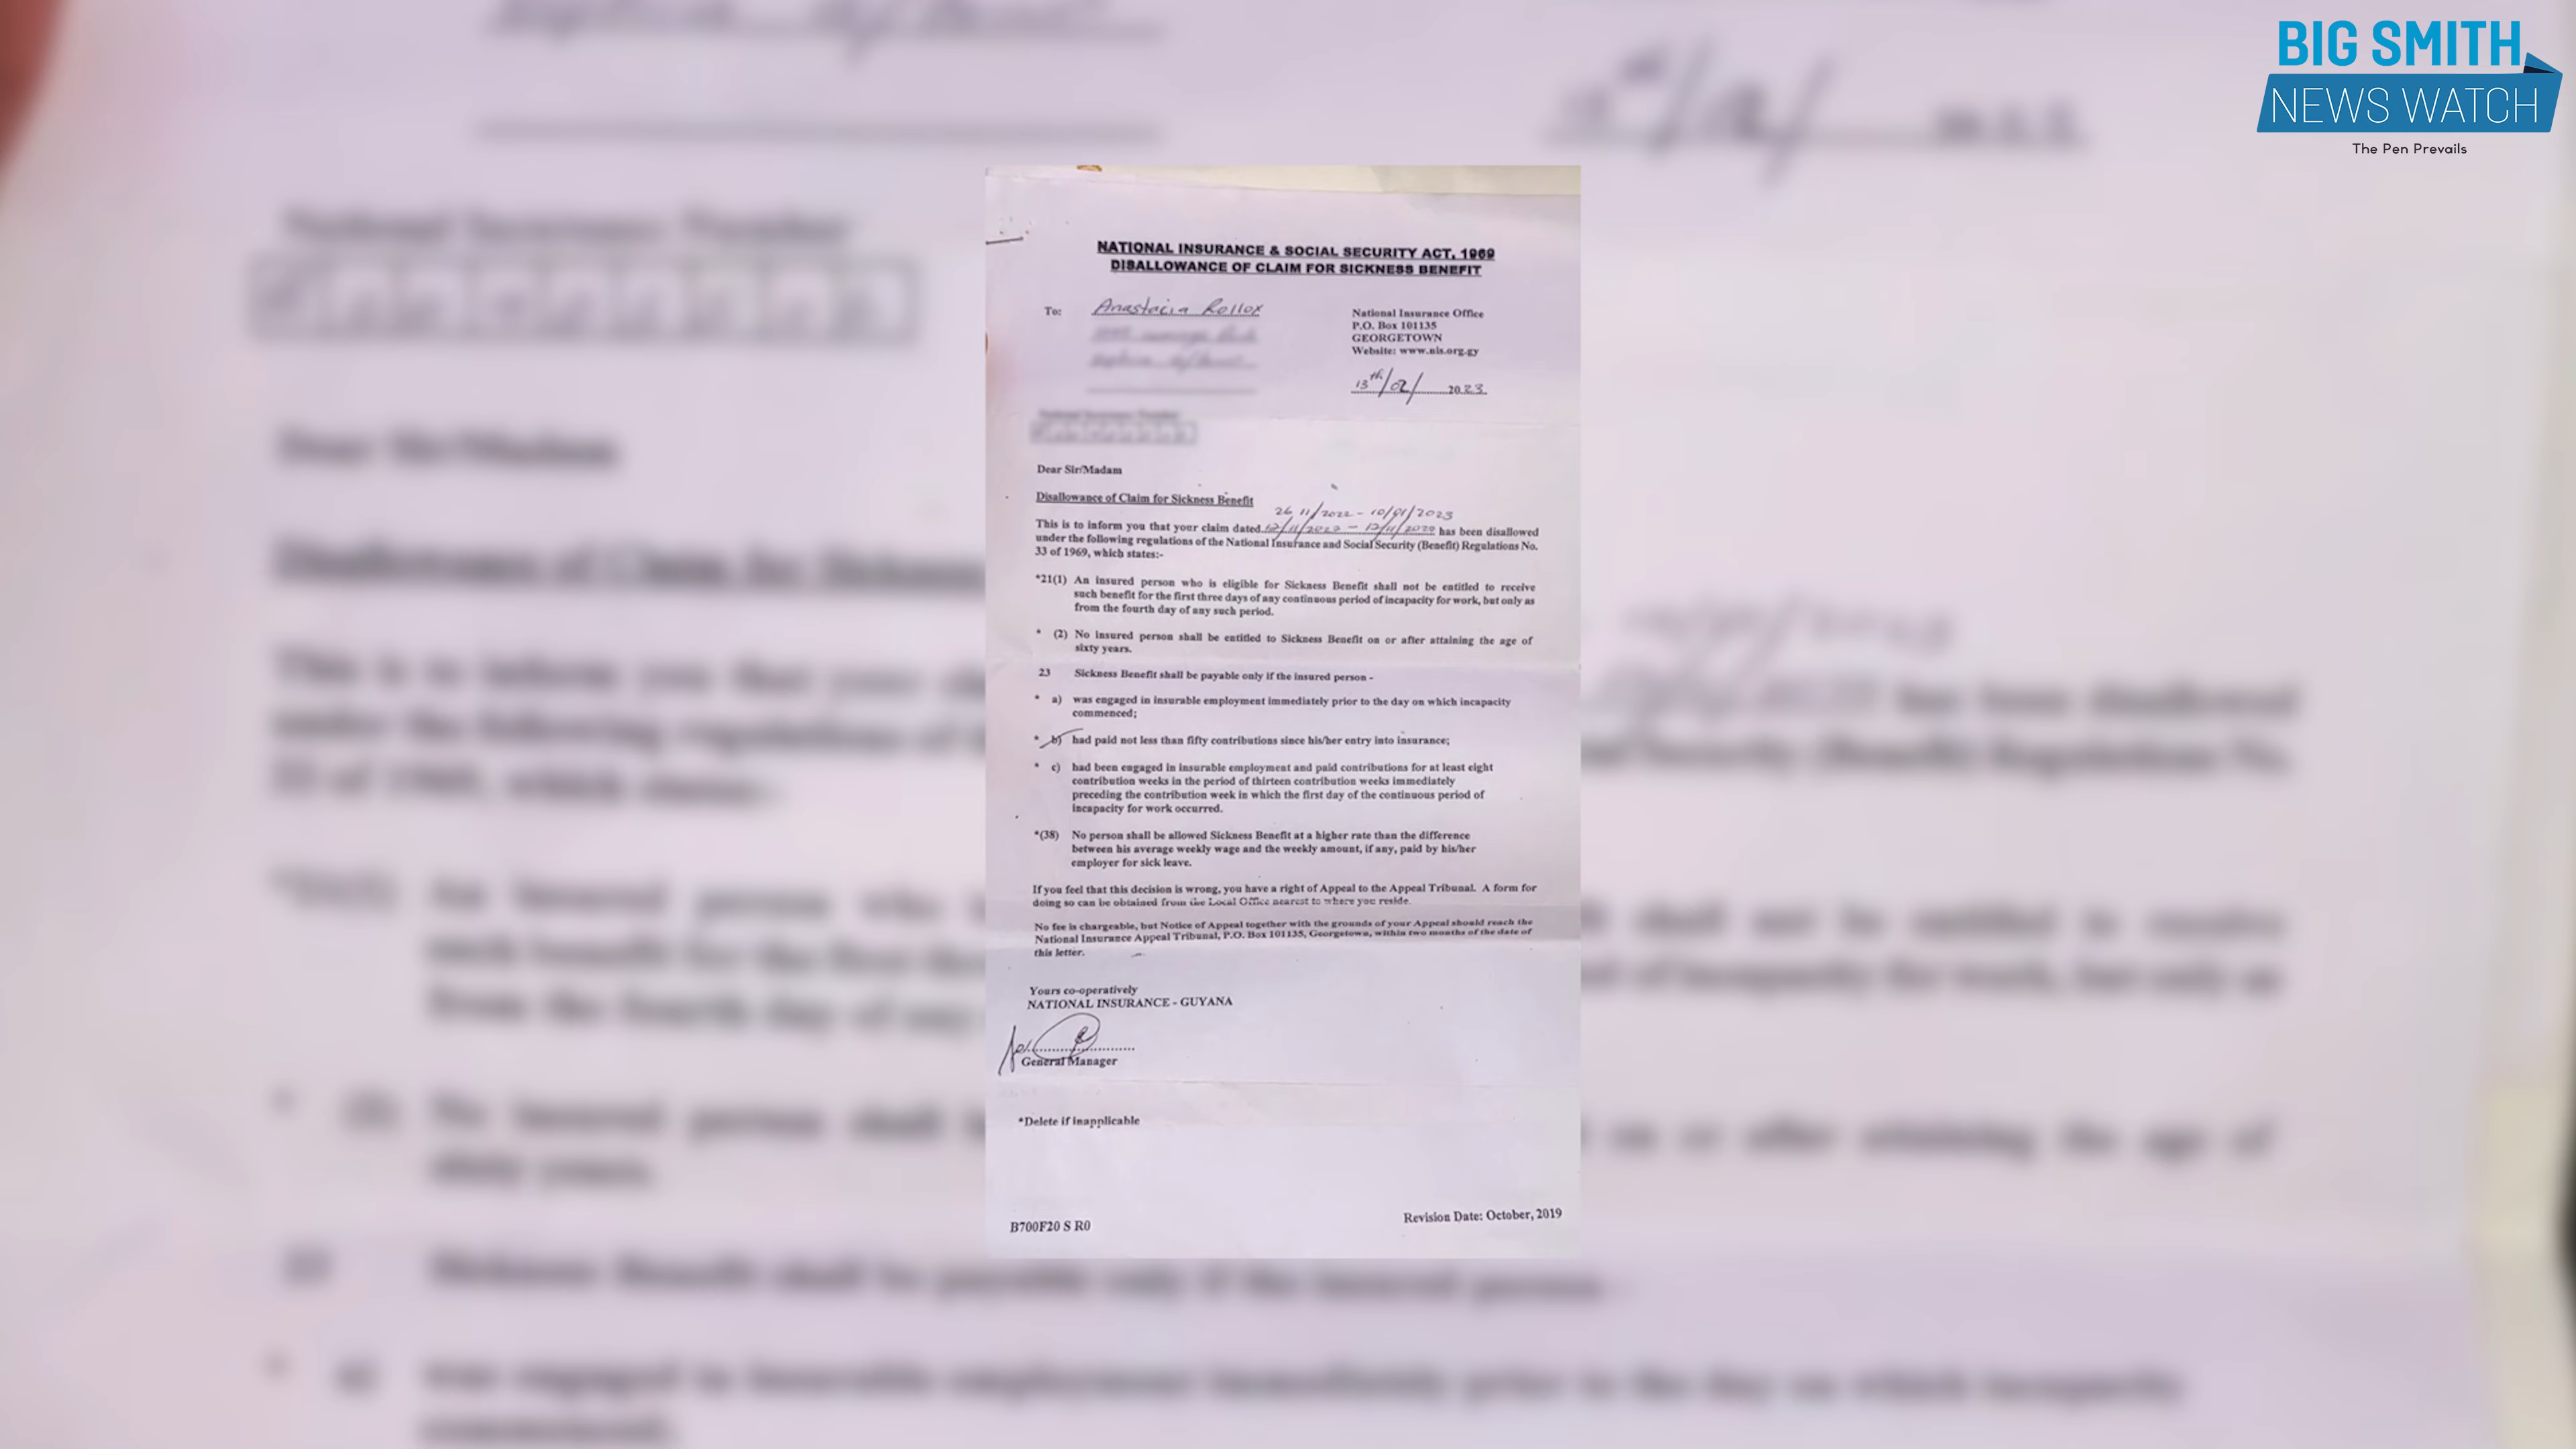 BIG SMITH
NEWS WATCH
The Pen Prevails
NATIONAL INSURANCE & SOCIAL SECURITY ACT, 1969
DISALLOWANCE OF CLAIM FOR SICKNESS BENEFIT
To: Anastacia Rollox
National Insurance Office
P.O. Box 101135
GEORGETOWN
Website: www.nis.org.gy
13th/02/ 2023
National Insurance Number
Dear Sir/Madam
Disallowance of Claim for Sickness Benefit
26 11/2022 - 10/01/2023
This is to inform you that your claim dated 12/11/2022 - 12/11/2022 has been disallowed
under the following regulations of the National Insurance and Social Security (Benefit) Regulations No.
33 of 1969, which states:-
*21(1) An insured person who is eligible for Sickness Benefit shall not be entitled to receive
such benefit for the first three days of any continuous period of incapacity for work, but only as
from the fourth day of any such period.
* (2) No insured person shall be entitled to Sickness Benefit on or after attaining the age of
sixty years.
23 Sickness Benefit shall be payable only if the insured person -
* a) was engaged in insurable employment immediately prior to the day on which incapacity
commenced;
* b) had paid not less than fifty contributions since his/her entry into insurance;
* c) had been engaged in insurable employment and paid contributions for at least eight
contribution weeks in the period of thirteen contribution weeks immediately
preceding the contribution week in which the first day of the continuous period of
incapacity for work occurred.
*(38) No person shall be allowed Sickness Benefit at a higher rate than the difference
between his average weekly wage and the weekly amount, if any, paid by his/her
employer for sick leave.
If you feel that this decision is wrong, you have a right of Appeal to the Appeal Tribunal. A form for
doing so can be obtained from the Local Office nearest to where you reside.
No fee is chargeable, but Notice of Appeal together with the grounds of your Appeal should reach the
National Insurance Appeal Tribunal, P.O. Box 101135, Georgetown, within two months of the date of
this letter.
Yours co-operatively
NATIONAL INSURANCE - GUYANA
General Manager
*Delete if inapplicable
B700F20 S R0
Revision Date: October, 2019